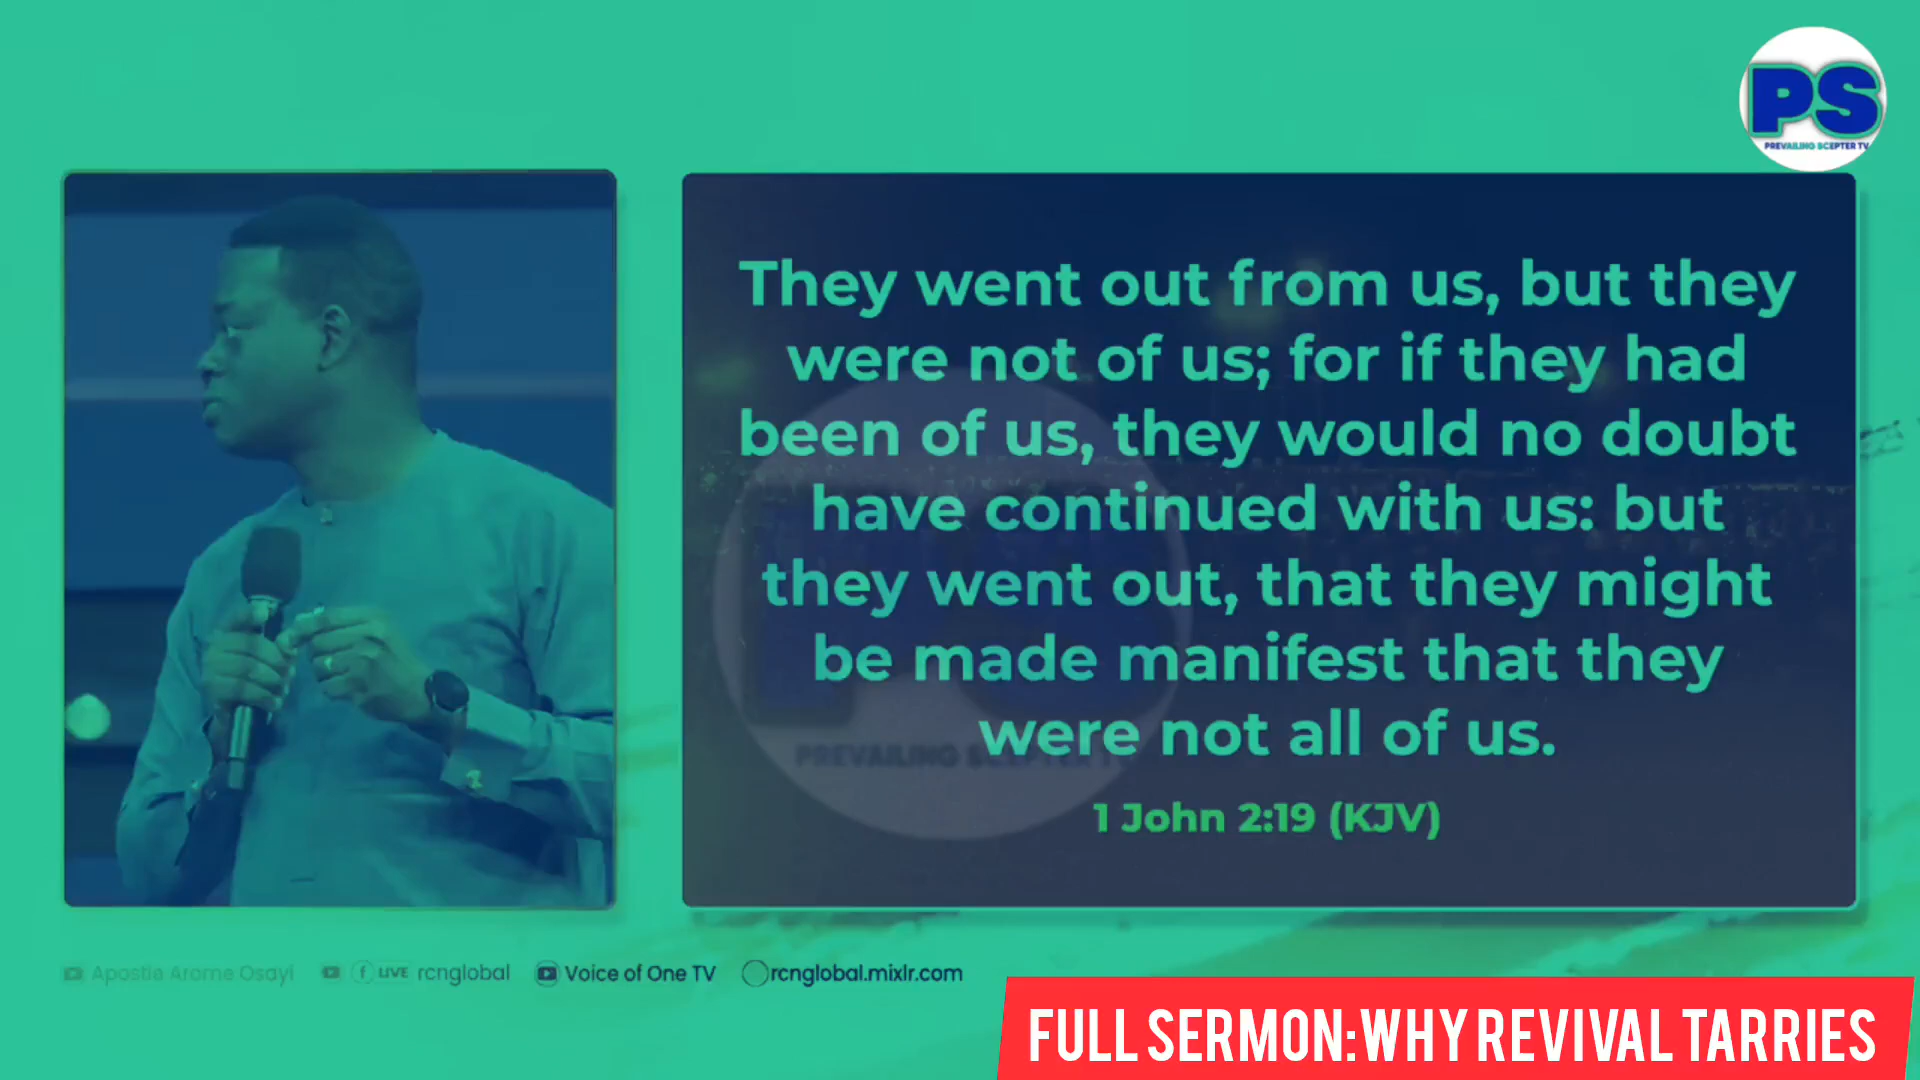 PS
PREVAILING SCEPTER TV
They went out from us, but they
were not of us; for if they had
been of us, they would no doubt
have continued with us: but
they went out, that they might
be made manifest that they
were not all of us.
PREVAILING SCEPTER TV
1 John 2:19 (KJV)
Apostle Arome Osayi LIVE rcnglobal Voice of One TV rcnglobal.mixlr.com
FULL SERMON:WHY REVIVAL TARRIES